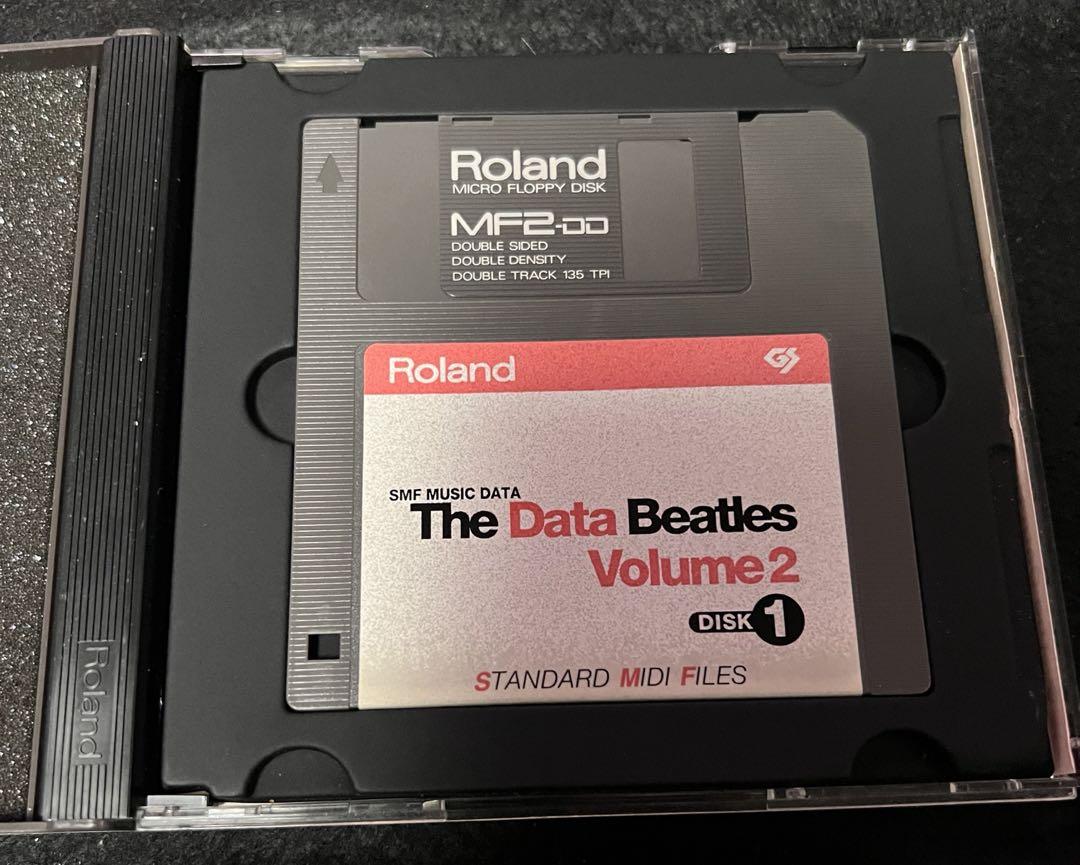 Roland
MICRO FLOPPY DISK
MF2-DD
DOUBLE SIDED
DOUBLE DENSITY
DOUBLE TRACK 135 TPI
Roland GS
SMF MUSIC DATA
The Data Beatles
Volume 2
DISK 1
STANDARD MIDI FILES
Roland